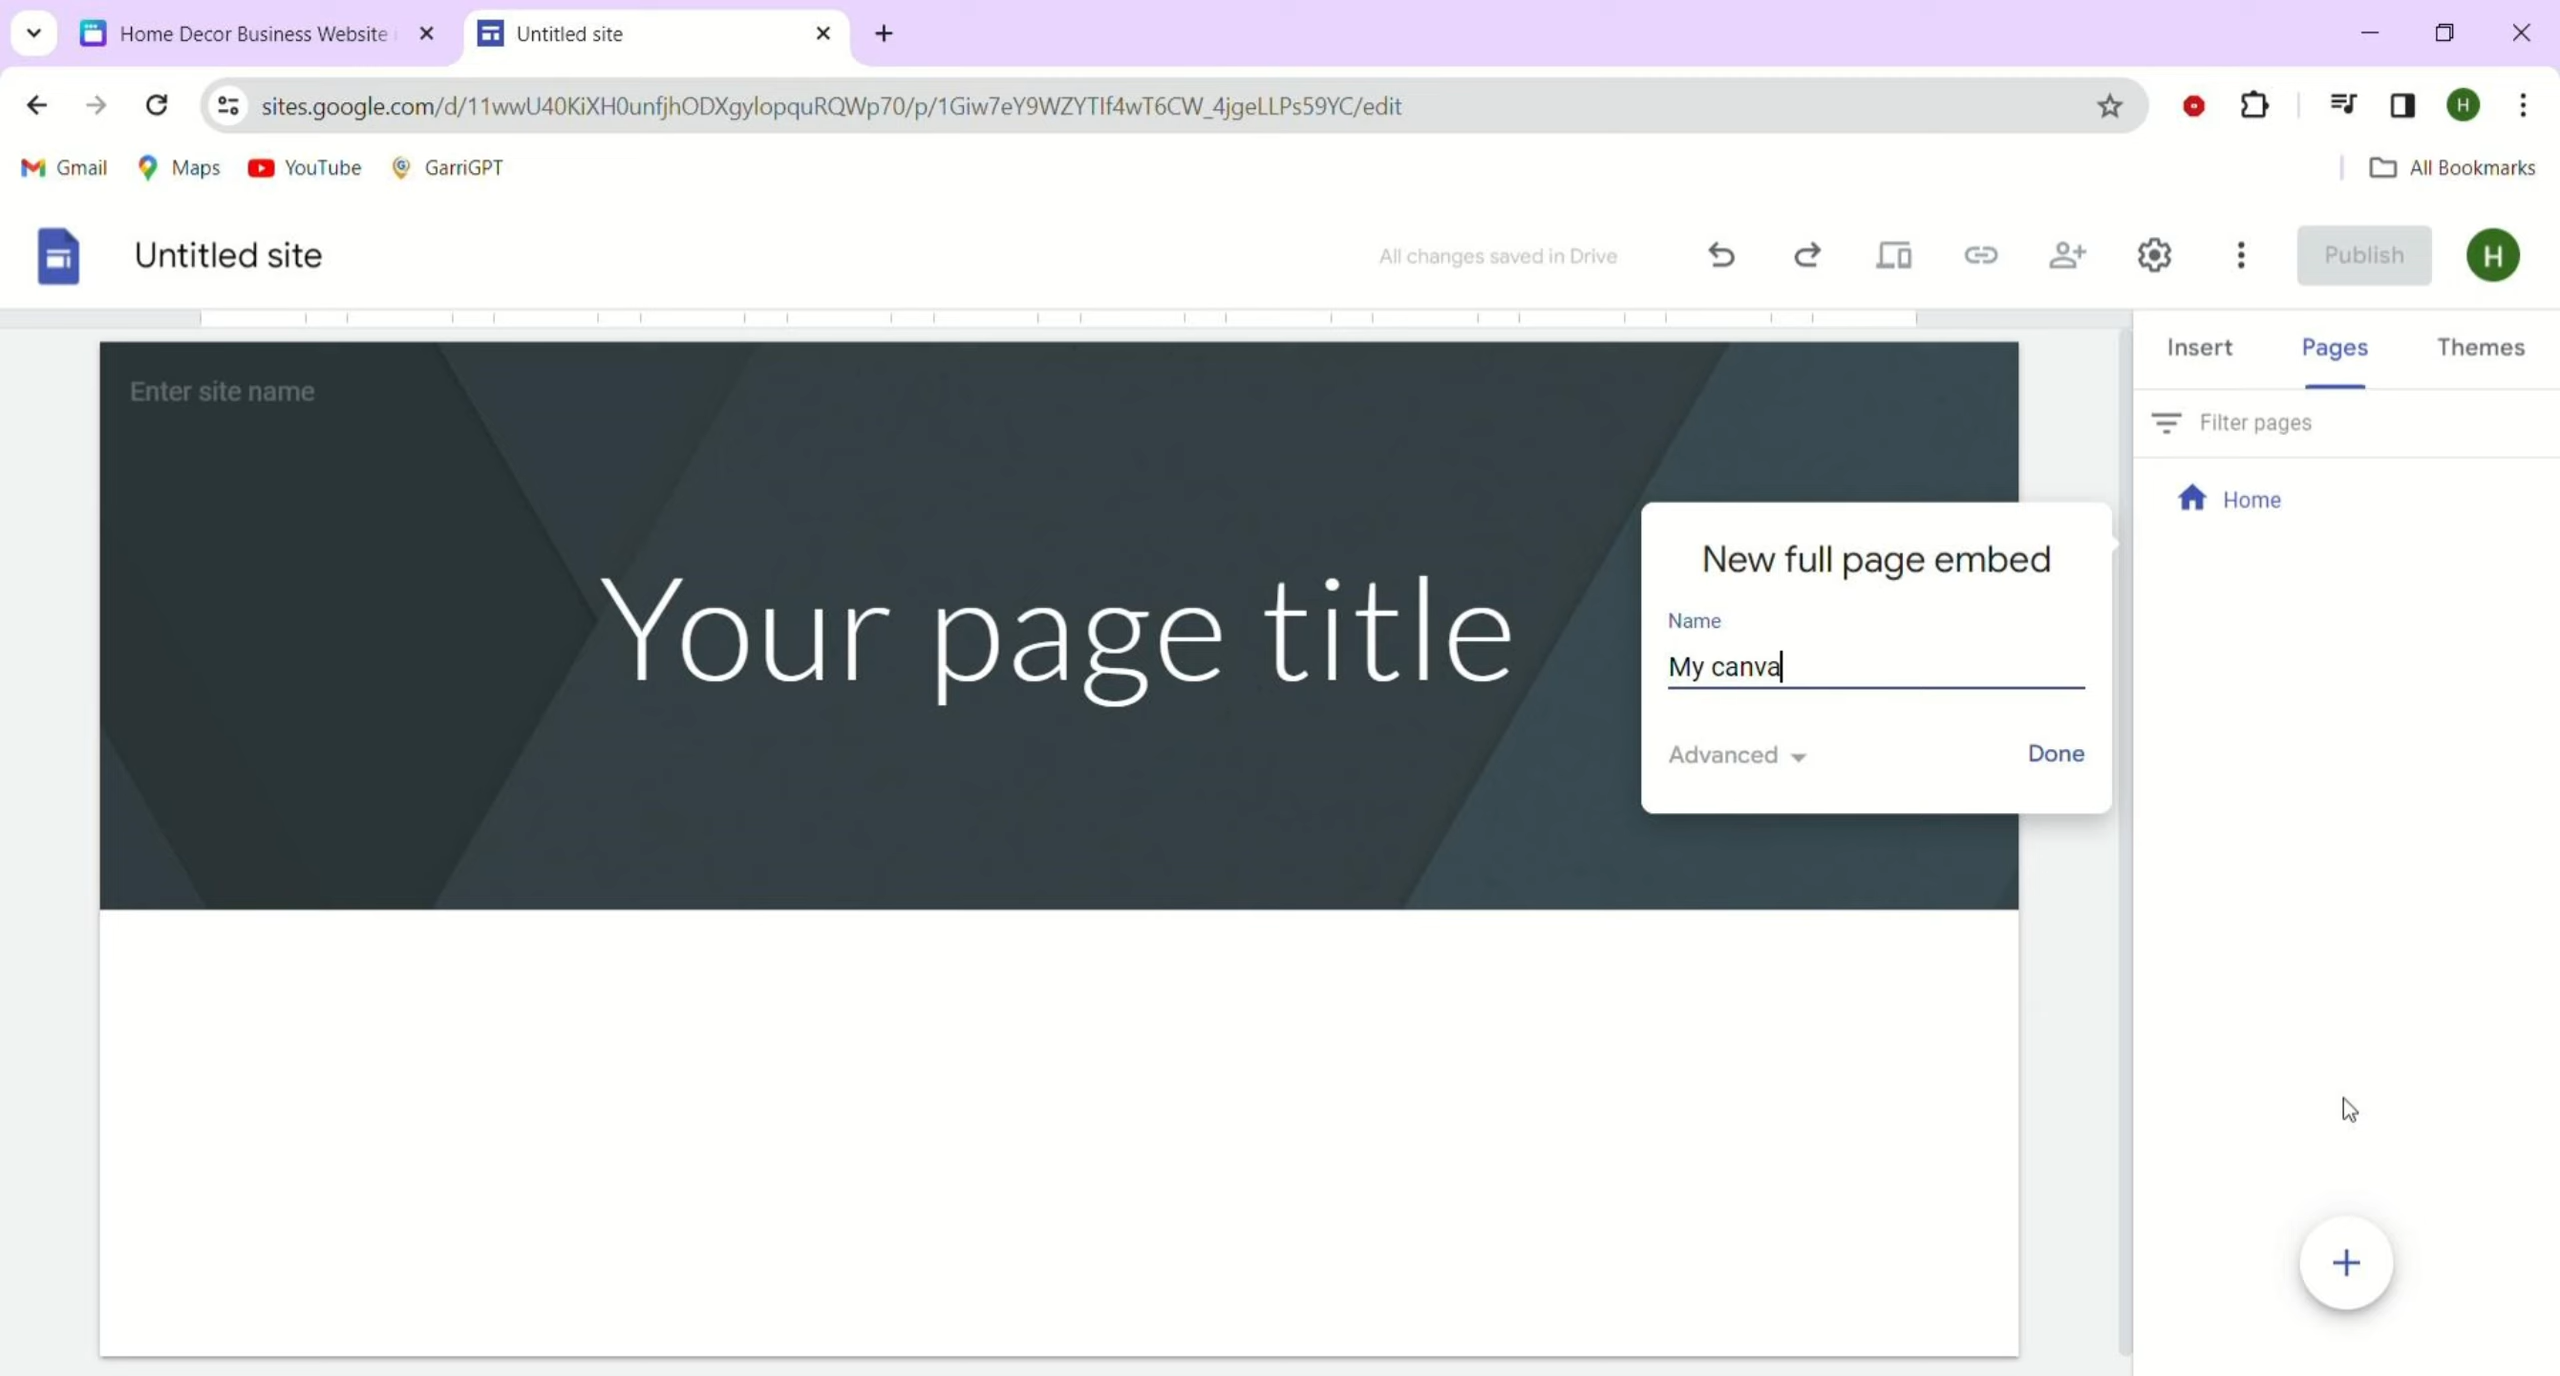 Home Decor Business Website
Untitled site
sites.google.com/d/11wwU40KiXH0unfjhODXgylopquRQWp70/p/1Giw7eY9WZYTIf4wT6CW_4jgeLLPs59YC/edit
H
Gmail
Maps
YouTube
GarriGPT
All Bookmarks
Untitled site
All changes saved in Drive
Publish
H
Insert
Pages
Themes
Enter site name
Filter pages
Home
Your page title
New full page embed
Name
My canva
Advanced
Done